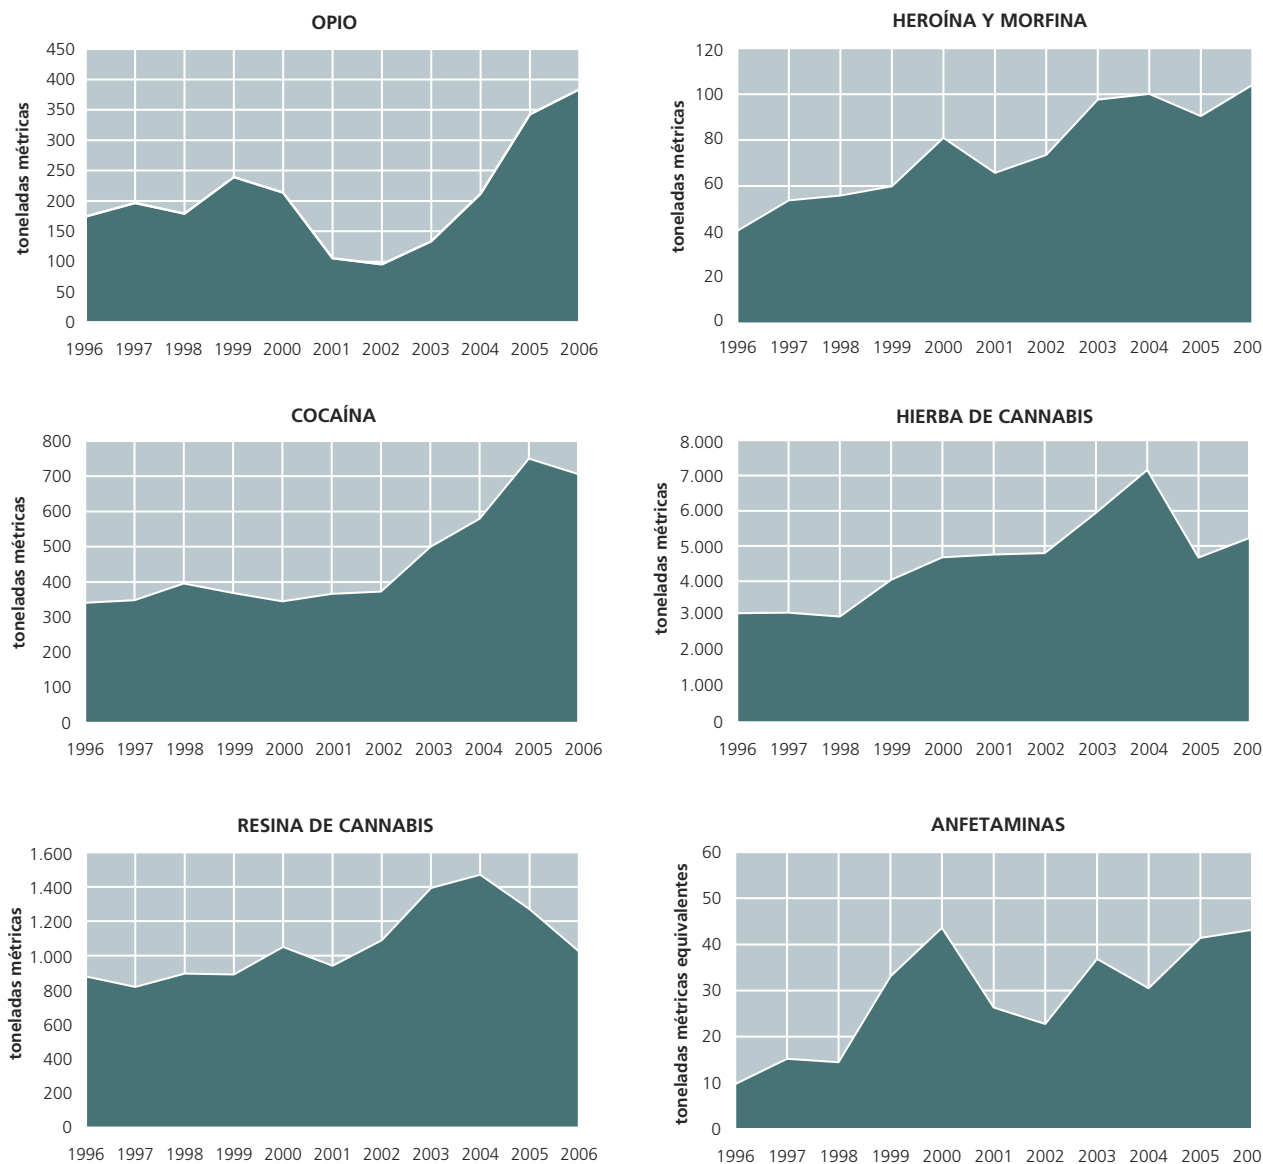 OPIO
450
400
350
300
250
200
150
100
50
0
toneladas métricas
1996 1997 1998 1999 2000 2001 2002 2003 2004 2005 2006
HEROÍNA Y MORFINA
120
100
80
60
40
20
0
toneladas métricas
1996 1997 1998 1999 2000 2001 2002 2003 2004 2005 200
COCAÍNA
800
700
600
500
400
300
200
100
0
toneladas métricas
1996 1997 1998 1999 2000 2001 2002 2003 2004 2005 2006
HIERBA DE CANNABIS
8.000
7.000
6.000
5.000
4.000
3.000
2.000
1.000
0
toneladas métricas
1996 1997 1998 1999 2000 2001 2002 2003 2004 2005 200
RESINA DE CANNABIS
1.600
1.400
1.200
1.000
800
600
400
200
0
toneladas métricas
1996 1997 1998 1999 2000 2001 2002 2003 2004 2005 2006
ANFETAMINAS
60
50
40
30
20
10
0
toneladas métricas equivalentes
1996 1997 1998 1999 2000 2001 2002 2003 2004 2005 200